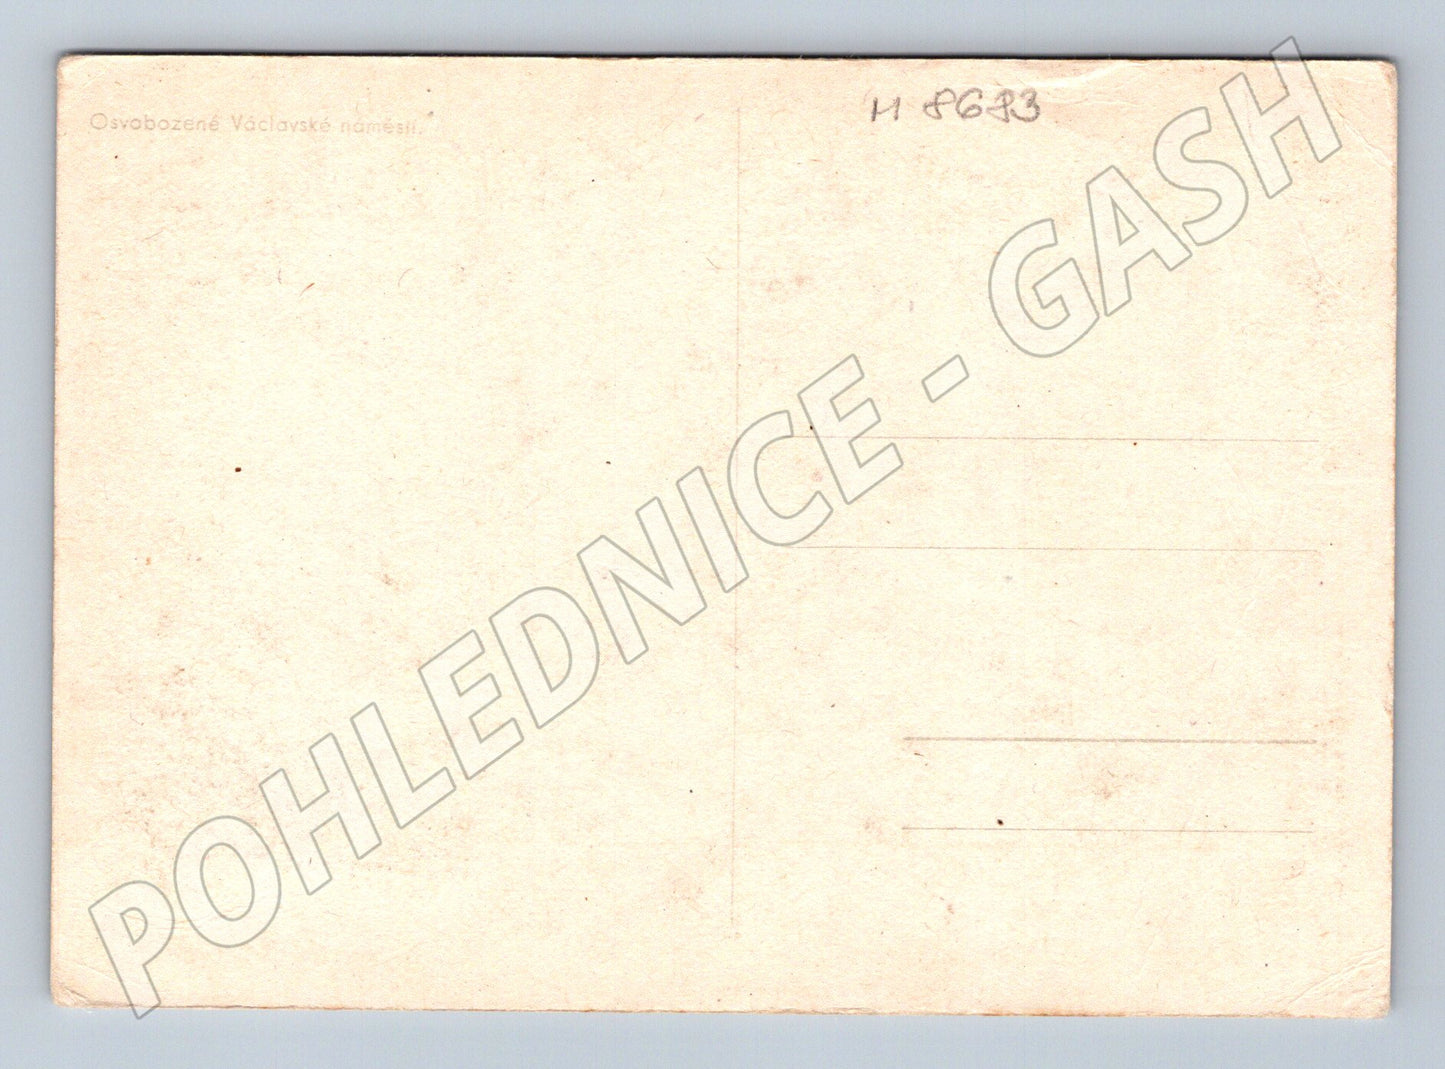 Osvobozené Václavské náměstí.
H 8693
POHLEDNICE - GASH